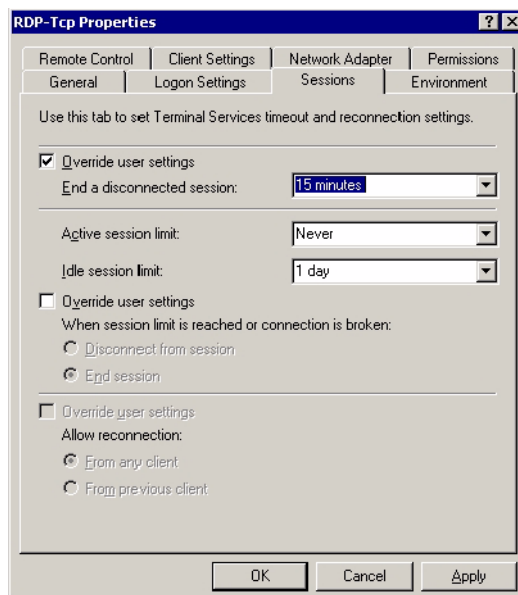 RDP-Tcp Properties
Remote Control Client Settings Network Adapter Permissions
General Logon Settings Sessions Environment
Use this tab to set Terminal Services timeout and reconnection settings.
Override user settings
End a disconnected session: 15 minutes
Active session limit: Never
Idle session limit: 1 day
Override user settings
When session limit is reached or connection is broken:
Disconnect from session
End session
Override user settings
Allow reconnection:
From any client
From previous client
OK Cancel Apply